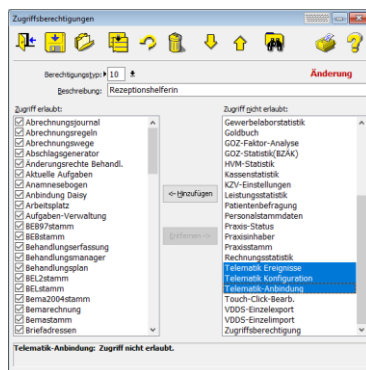 Zugriffsberechtigungen
Berechtigungstyp: 10
Änderung
Beschreibung: Rezeptionshelferin
Zugriff erlaubt:
Abrechnungsjournal
Abrechnungsregeln
Abrechnungswege
Abschlagsgenerator
Änderungsrechte Behandl.
Aktuelle Aufgaben
Anamnesebogen
Anbindung Daisy
Arbeitsplatz
Aufgaben-Verwaltung
BEB97stamm
BEBstamm
Behandlungserfassung
Behandlungsmanager
Behandlungsplan
BEL2stamm
BELstamm
Bema2004stamm
Bemarechnung
Bemastamm
Briefadressen
<- Hinzufügen
Entfernen ->
Zugriff nicht erlaubt:
Gewerbelaborstatistik
Goldbuch
GOZ-Faktor-Analyse
GOZ-Statistik(BZÄK)
HVM-Statistik
Kassenstatistik
KZV-Einstellungen
Leistungsstatistik
Patientenbefragung
Personalstammdaten
Praxis-Status
Praxisinhaber
Praxisstamm
Rechnungsstatistik
Telematik Ereignisse
Telematik Konfiguration
Telematik-Anbindung
Touch-Click-Bearb.
VDDS-Einzelexport
VDDS-Einzelimport
Zugriffsberechtigung
Telematik-Anbindung: Zugriff nicht erlaubt.